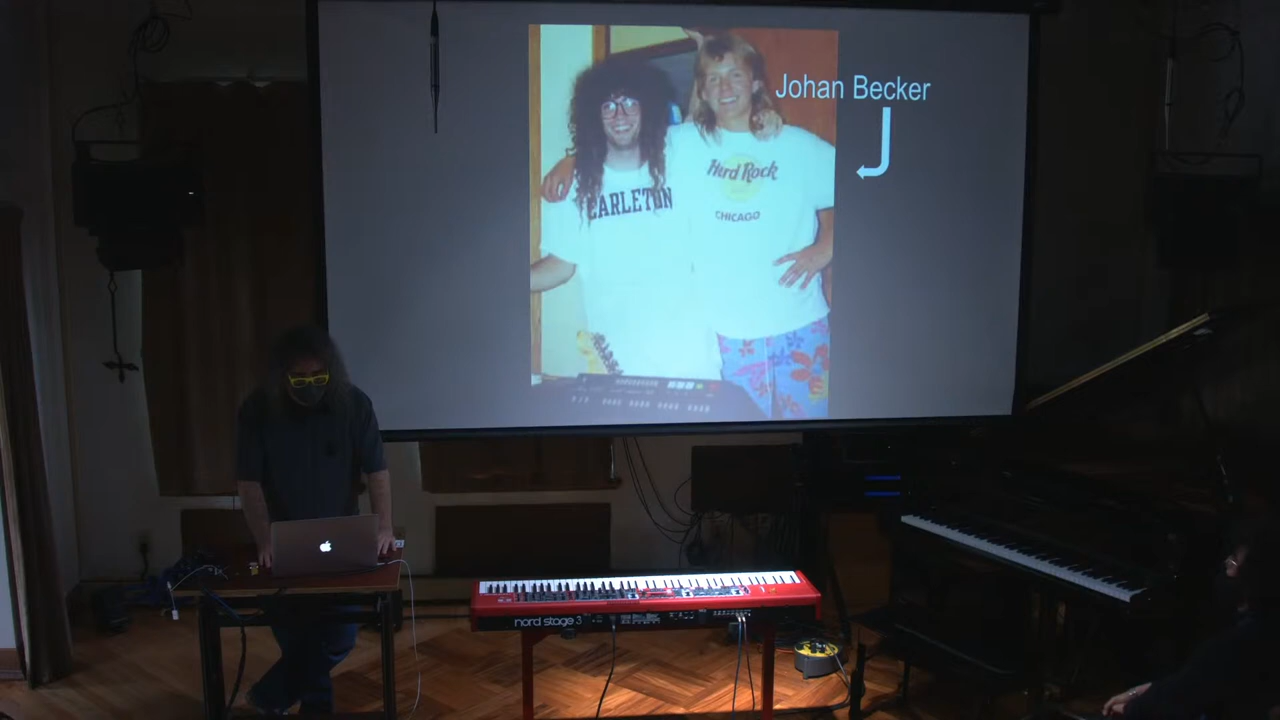 Johan Becker
CARLETON
Hard Rock
CHICAGO
nord stage 3